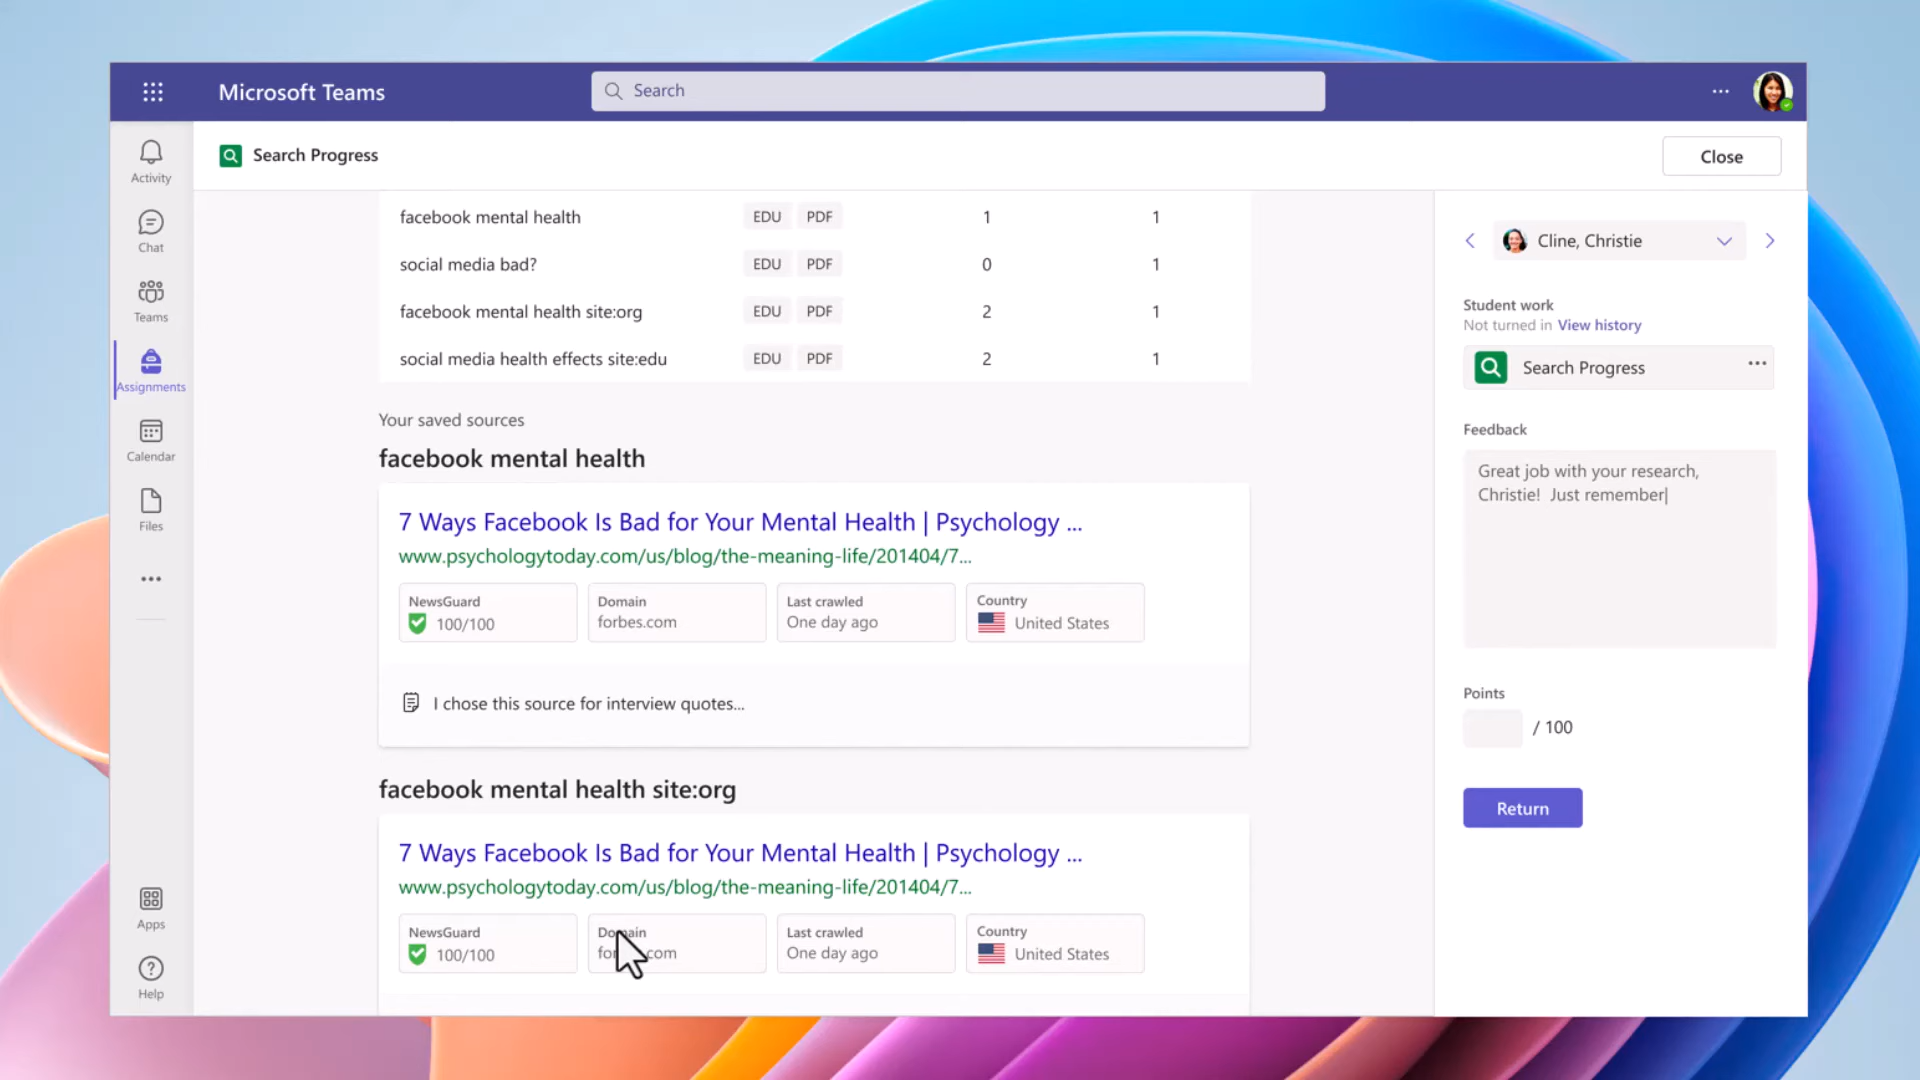 Microsoft Teams
Search
Activity
Chat
Teams
Assignments
Calendar
Files
Apps
Help
Search Progress
Close
facebook mental health EDU PDF 1 1
social media bad? EDU PDF 0 1
facebook mental health site:org EDU PDF 2 1
social media health effects site:edu EDU PDF 2 1
Your saved sources
facebook mental health
7 Ways Facebook Is Bad for Your Mental Health | Psychology ...
www.psychologytoday.com/us/blog/the-meaning-life/201404/7...
NewsGuard Domain Last crawled Country
100/100 forbes.com One day ago United States
I chose this source for interview quotes...
facebook mental health site:org
7 Ways Facebook Is Bad for Your Mental Health | Psychology ...
www.psychologytoday.com/us/blog/the-meaning-life/201404/7...
NewsGuard Domain Last crawled Country
100/100 One day ago United States
Cline, Christie
Student work
Not turned in View history
Search Progress
Feedback
Great job with your research,
Christie! Just remember
Points
/ 100
Return